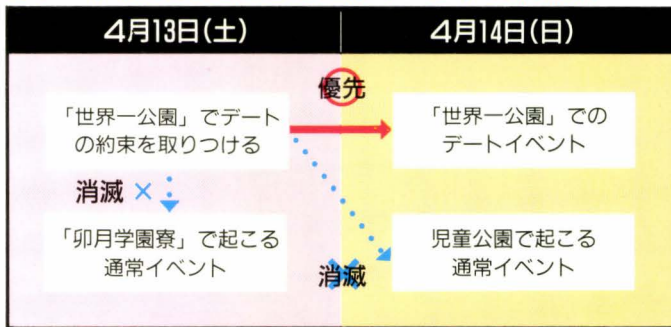 4月13日(土)
4月14日(日)
優先
「世界一公園」でデート
の約束を取りつける
「世界一公園」での
デートイベント
消滅 ×
「卯月学園寮」で起こる
通常イベント
消滅
児童公園で起こる
通常イベント